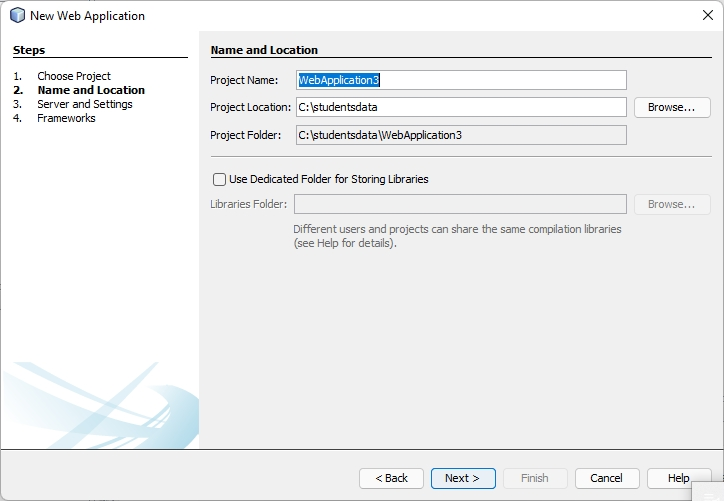 New Web Application
Steps
1. Choose Project
2. Name and Location
3. Server and Settings
4. Frameworks
Name and Location
Project Name: WebApplication3
Project Location: C:\studentsdata Browse...
Project Folder: C:\studentsdata\WebApplication3
Use Dedicated Folder for Storing Libraries
Libraries Folder: Browse...
Different users and projects can share the same compilation libraries
(see Help for details).
< Back Next > Finish Cancel Help